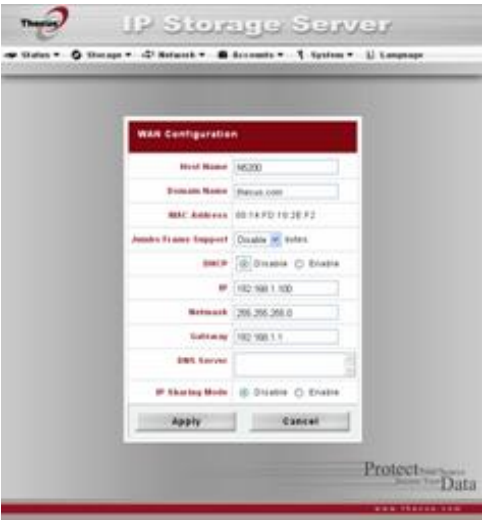 Thecus
IP Storage Server
Status Storage Network Accounts System Language
WAN Configuration
Host Name N5200
Domain Name thecus.com
MAC Address 00:14:FD:10:2E:F2
Jumbo Frame Support Disable bytes
DHCP Disable Enable
IP 192.168.1.100
Netmask 255.255.255.0
Gateway 192.168.1.1
DNS Server
IP Sharing Mode Disable Enable
Apply Cancel
Protect
Data
www.thecus.com